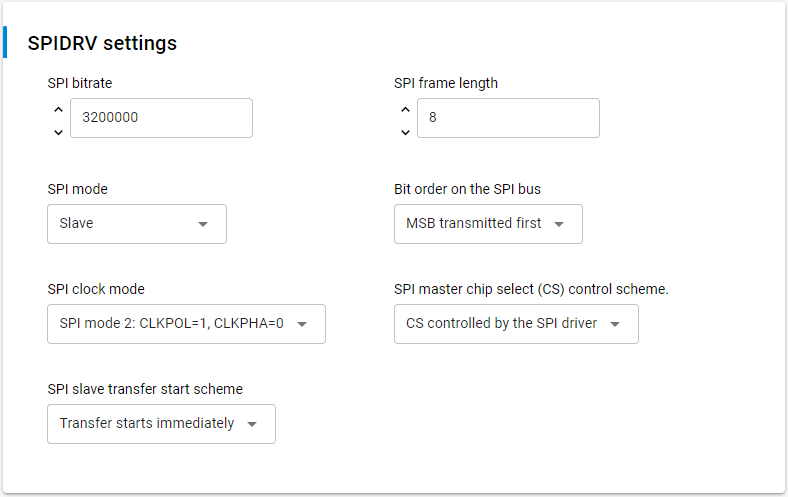 SPIDRV settings
SPI bitrate
SPI frame length
3200000
8
SPI mode
Bit order on the SPI bus
Slave
MSB transmitted first
SPI clock mode
SPI master chip select (CS) control scheme.
SPI mode 2: CLKPOL=1, CLKPHA=0
CS controlled by the SPI driver
SPI slave transfer start scheme
Transfer starts immediately